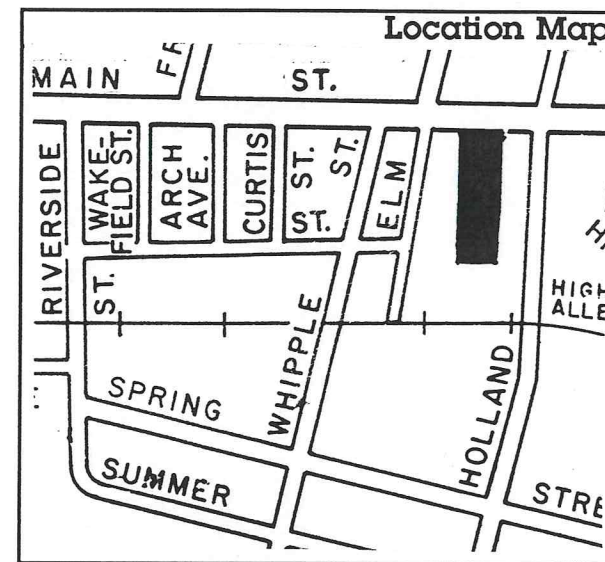 Location Map
FR
MAIN ST.
RIVERSIDE ST.
WAKE-
FIELD ST.
ARCH
AVE.
CURTIS ST.
ST.
ST.
ELM
HIGH
ALLE
WHIPPLE
HOLLAND
SPRING
STRE
SUMMER